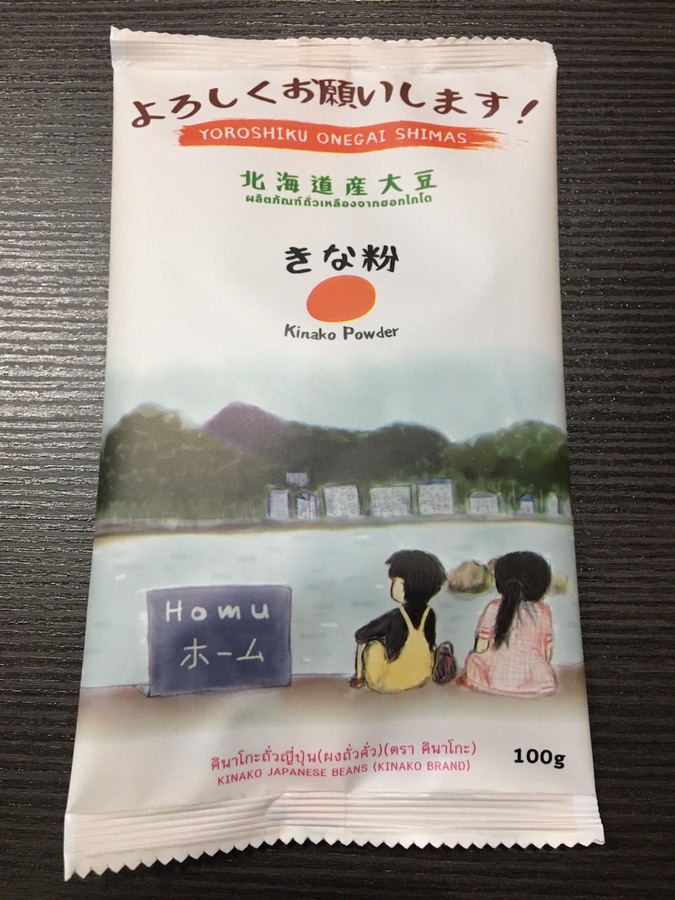 よろしくお願いします!
YOROSHIKU ONEGAI SHIMAS
北海道産大豆
ผลิตภัณฑ์ถั่วเหลืองจากฮอกไกโด
きな粉
Kinako Powder
Homu
ホーム
คินาโกะถั่วญี่ปุ่น(ผงถั่วคั่ว)(ตรา คินาโกะ)
KINAKO JAPANESE BEANS (KINAKO BRAND)
100g